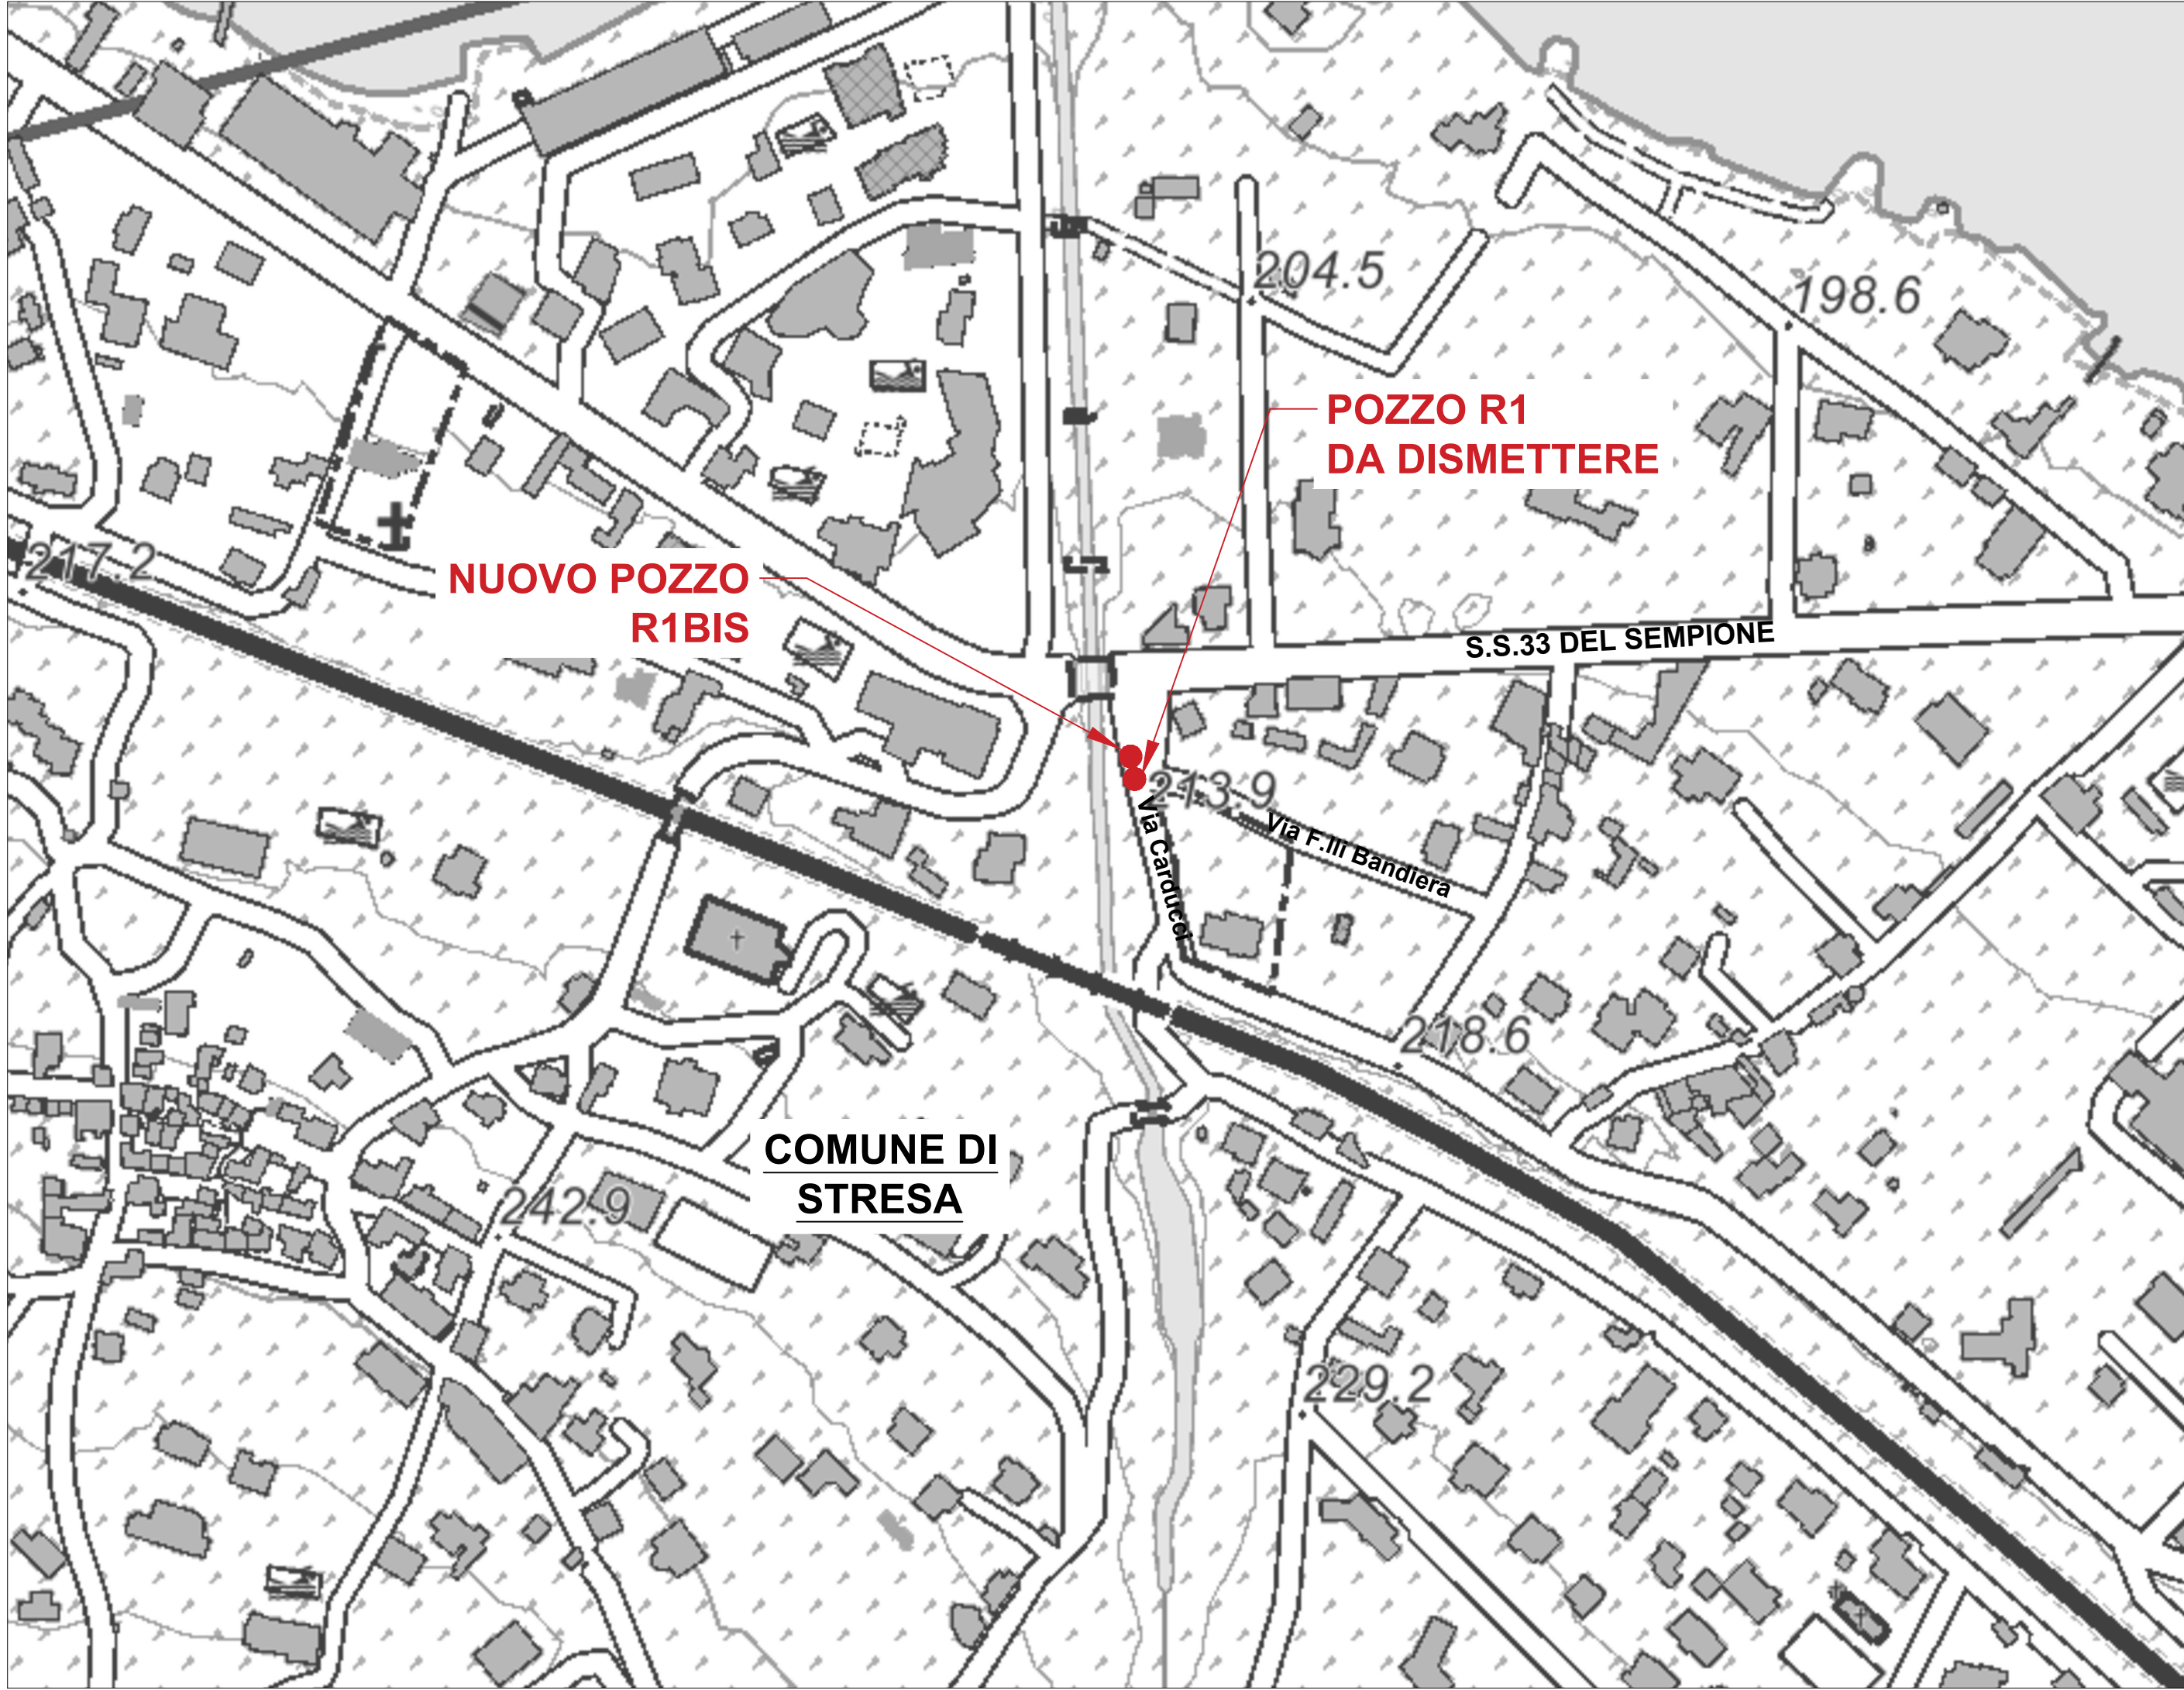 204.5
198.6
POZZO R1
DA DISMETTERE
217.2
NUOVO POZZO
R1BIS
S.S.33 DEL SEMPIONE
213.9
Via Carducci
Via F.lli Bandiera
218.6
COMUNE DI
STRESA
242.9
229.2